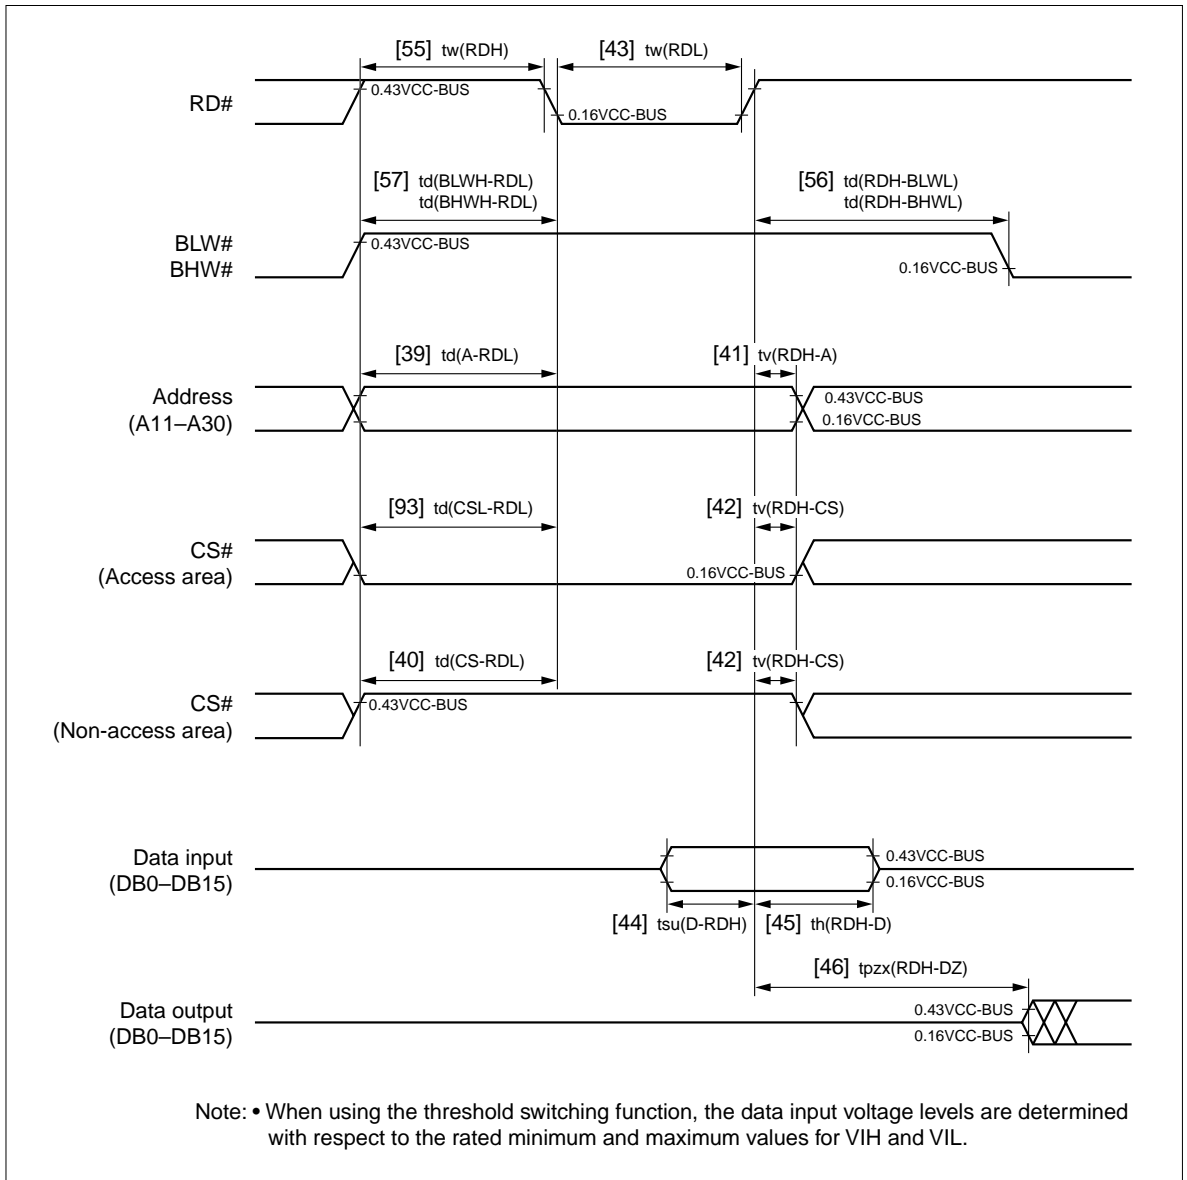 [55] tw(RDH) [43] tw(RDL)
0.43VCC-BUS
RD#
0.16VCC-BUS
[57] td(BLWH-RDL) [56] td(RDH-BLWL)
td(BHWH-RDL) td(RDH-BHWL)
BLW# 0.43VCC-BUS
BHW# 0.16VCC-BUS
[39] td(A-RDL) [41] tv(RDH-A)
Address 0.43VCC-BUS
(A11–A30) 0.16VCC-BUS
[93] td(CSL-RDL) [42] tv(RDH-CS)
CS#
(Access area) 0.16VCC-BUS
[40] td(CS-RDL) [42] tv(RDH-CS)
CS# 0.43VCC-BUS
(Non-access area)
Data input 0.43VCC-BUS
(DB0–DB15) 0.16VCC-BUS
[44] tsu(D-RDH) [45] th(RDH-D)
[46] tpzx(RDH-DZ)
Data output 0.43VCC-BUS
(DB0–DB15) 0.16VCC-BUS
Note: • When using the threshold switching function, the data input voltage levels are determined
with respect to the rated minimum and maximum values for VIH and VIL.